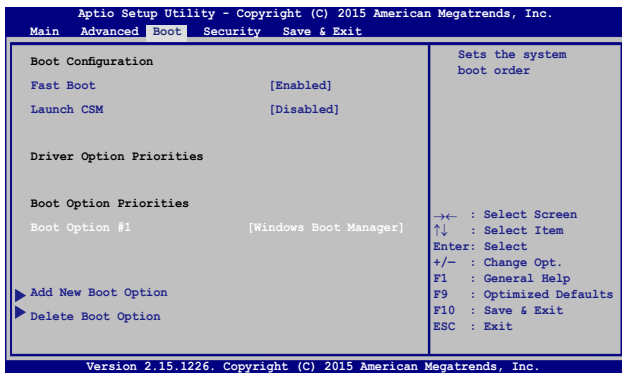 Aptio Setup Utility - Copyright (C) 2015 American Megatrends, Inc.
Main Advanced Boot Security Save & Exit
Boot Configuration
Fast Boot [Enabled]
Launch CSM [Disabled]
Driver Option Priorities
Boot Option Priorities
Boot Option #1 [Windows Boot Manager]
Add New Boot Option
Delete Boot Option
Sets the system
boot order
→← : Select Screen
↑↓ : Select Item
Enter: Select
+/− : Change Opt.
F1 : General Help
F9 : Optimized Defaults
F10 : Save & Exit
ESC : Exit
Version 2.15.1226. Copyright (C) 2015 American Megatrends, Inc.